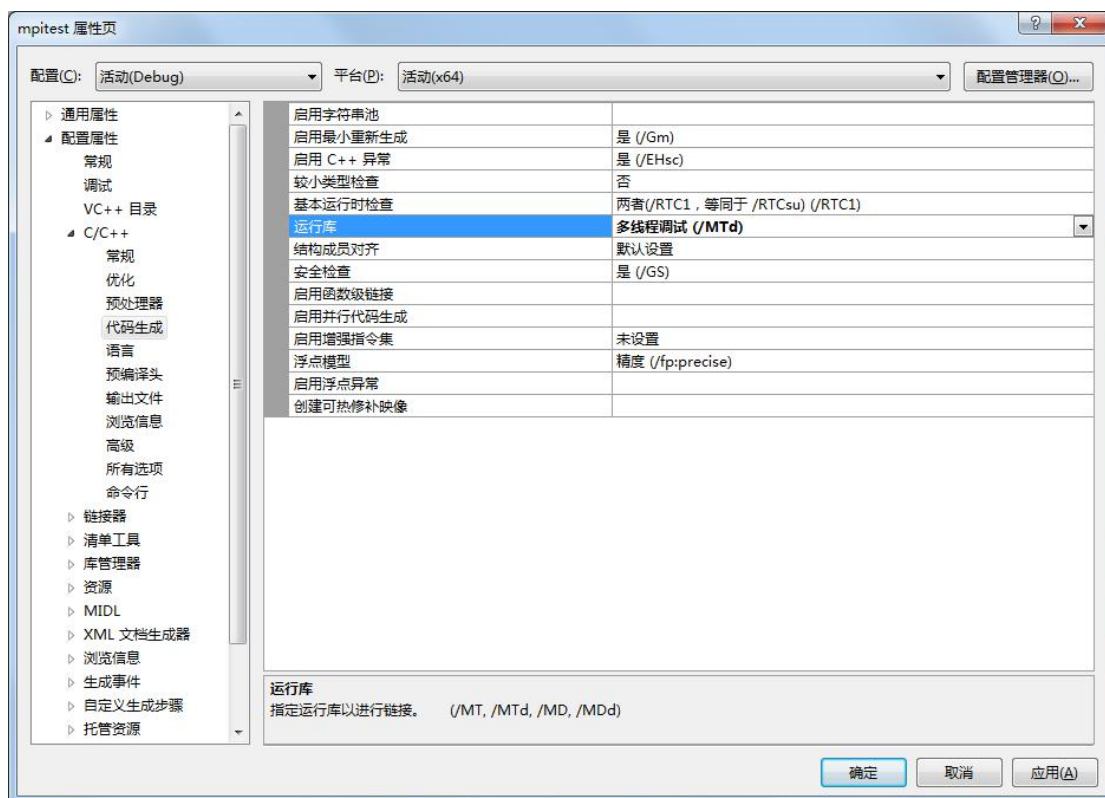 mpitest 属性页
配置(C): 活动(Debug) 平台(P): 活动(x64) 配置管理器(O)...
通用属性
配置属性
常规
调试
VC++ 目录
C/C++
常规
优化
预处理器
代码生成
语言
预编译头
输出文件
浏览信息
高级
所有选项
命令行
链接器
清单工具
库管理器
资源
MIDL
XML 文档生成器
浏览信息
生成事件
自定义生成步骤
托管资源
启用字符串池
启用最小重新生成 是 (/Gm)
启用 C++ 异常 是 (/EHsc)
较小类型检查 否
基本运行时检查 两者(/RTC1，等同于 /RTCsu) (/RTC1)
运行库 多线程调试 (/MTd)
结构成员对齐 默认设置
安全检查 是 (/GS)
启用函数级链接
启用并行代码生成
启用增强指令集 未设置
浮点模型 精度 (/fp:precise)
启用浮点异常
创建可热修补映像
运行库
指定运行库以进行链接。 (/MT, /MTd, /MD, /MDd)
确定 取消 应用(A)